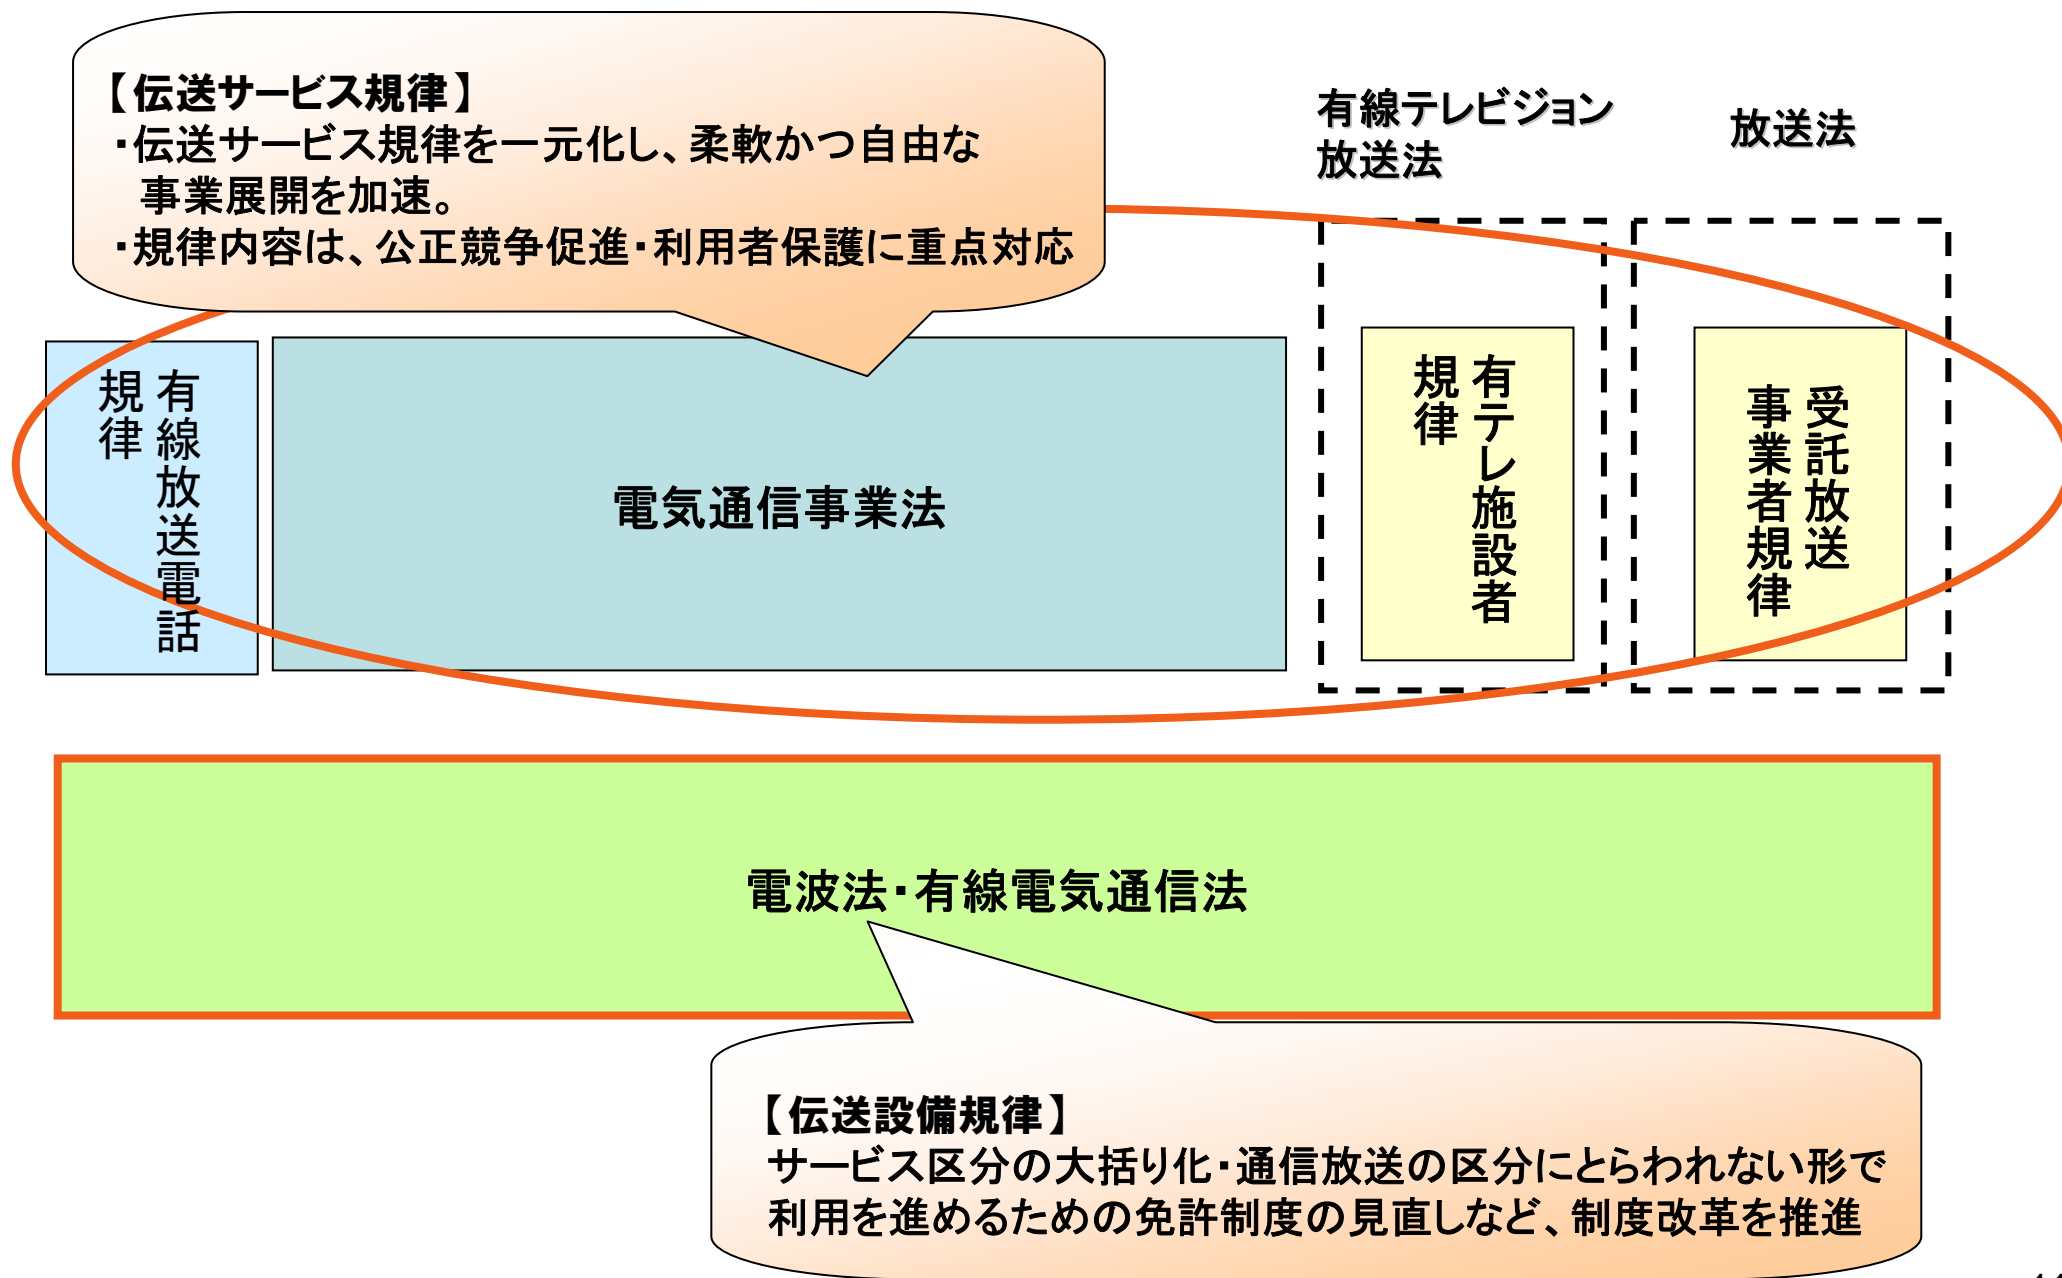 【伝送サービス規律】
・伝送サービス規律を一元化し、柔軟かつ自由な
事業展開を加速。
・規律内容は、公正競争促進・利用者保護に重点対応
有線テレビジョン
放送法
放送法
有線放送電話
規律
電気通信事業法
有テレ施設者
規律
受託放送
事業者規律
電波法・有線電気通信法
【伝送設備規律】
サービス区分の大括り化・通信放送の区分にとらわれない形で
利用を進めるための免許制度の見直しなど、制度改革を推進